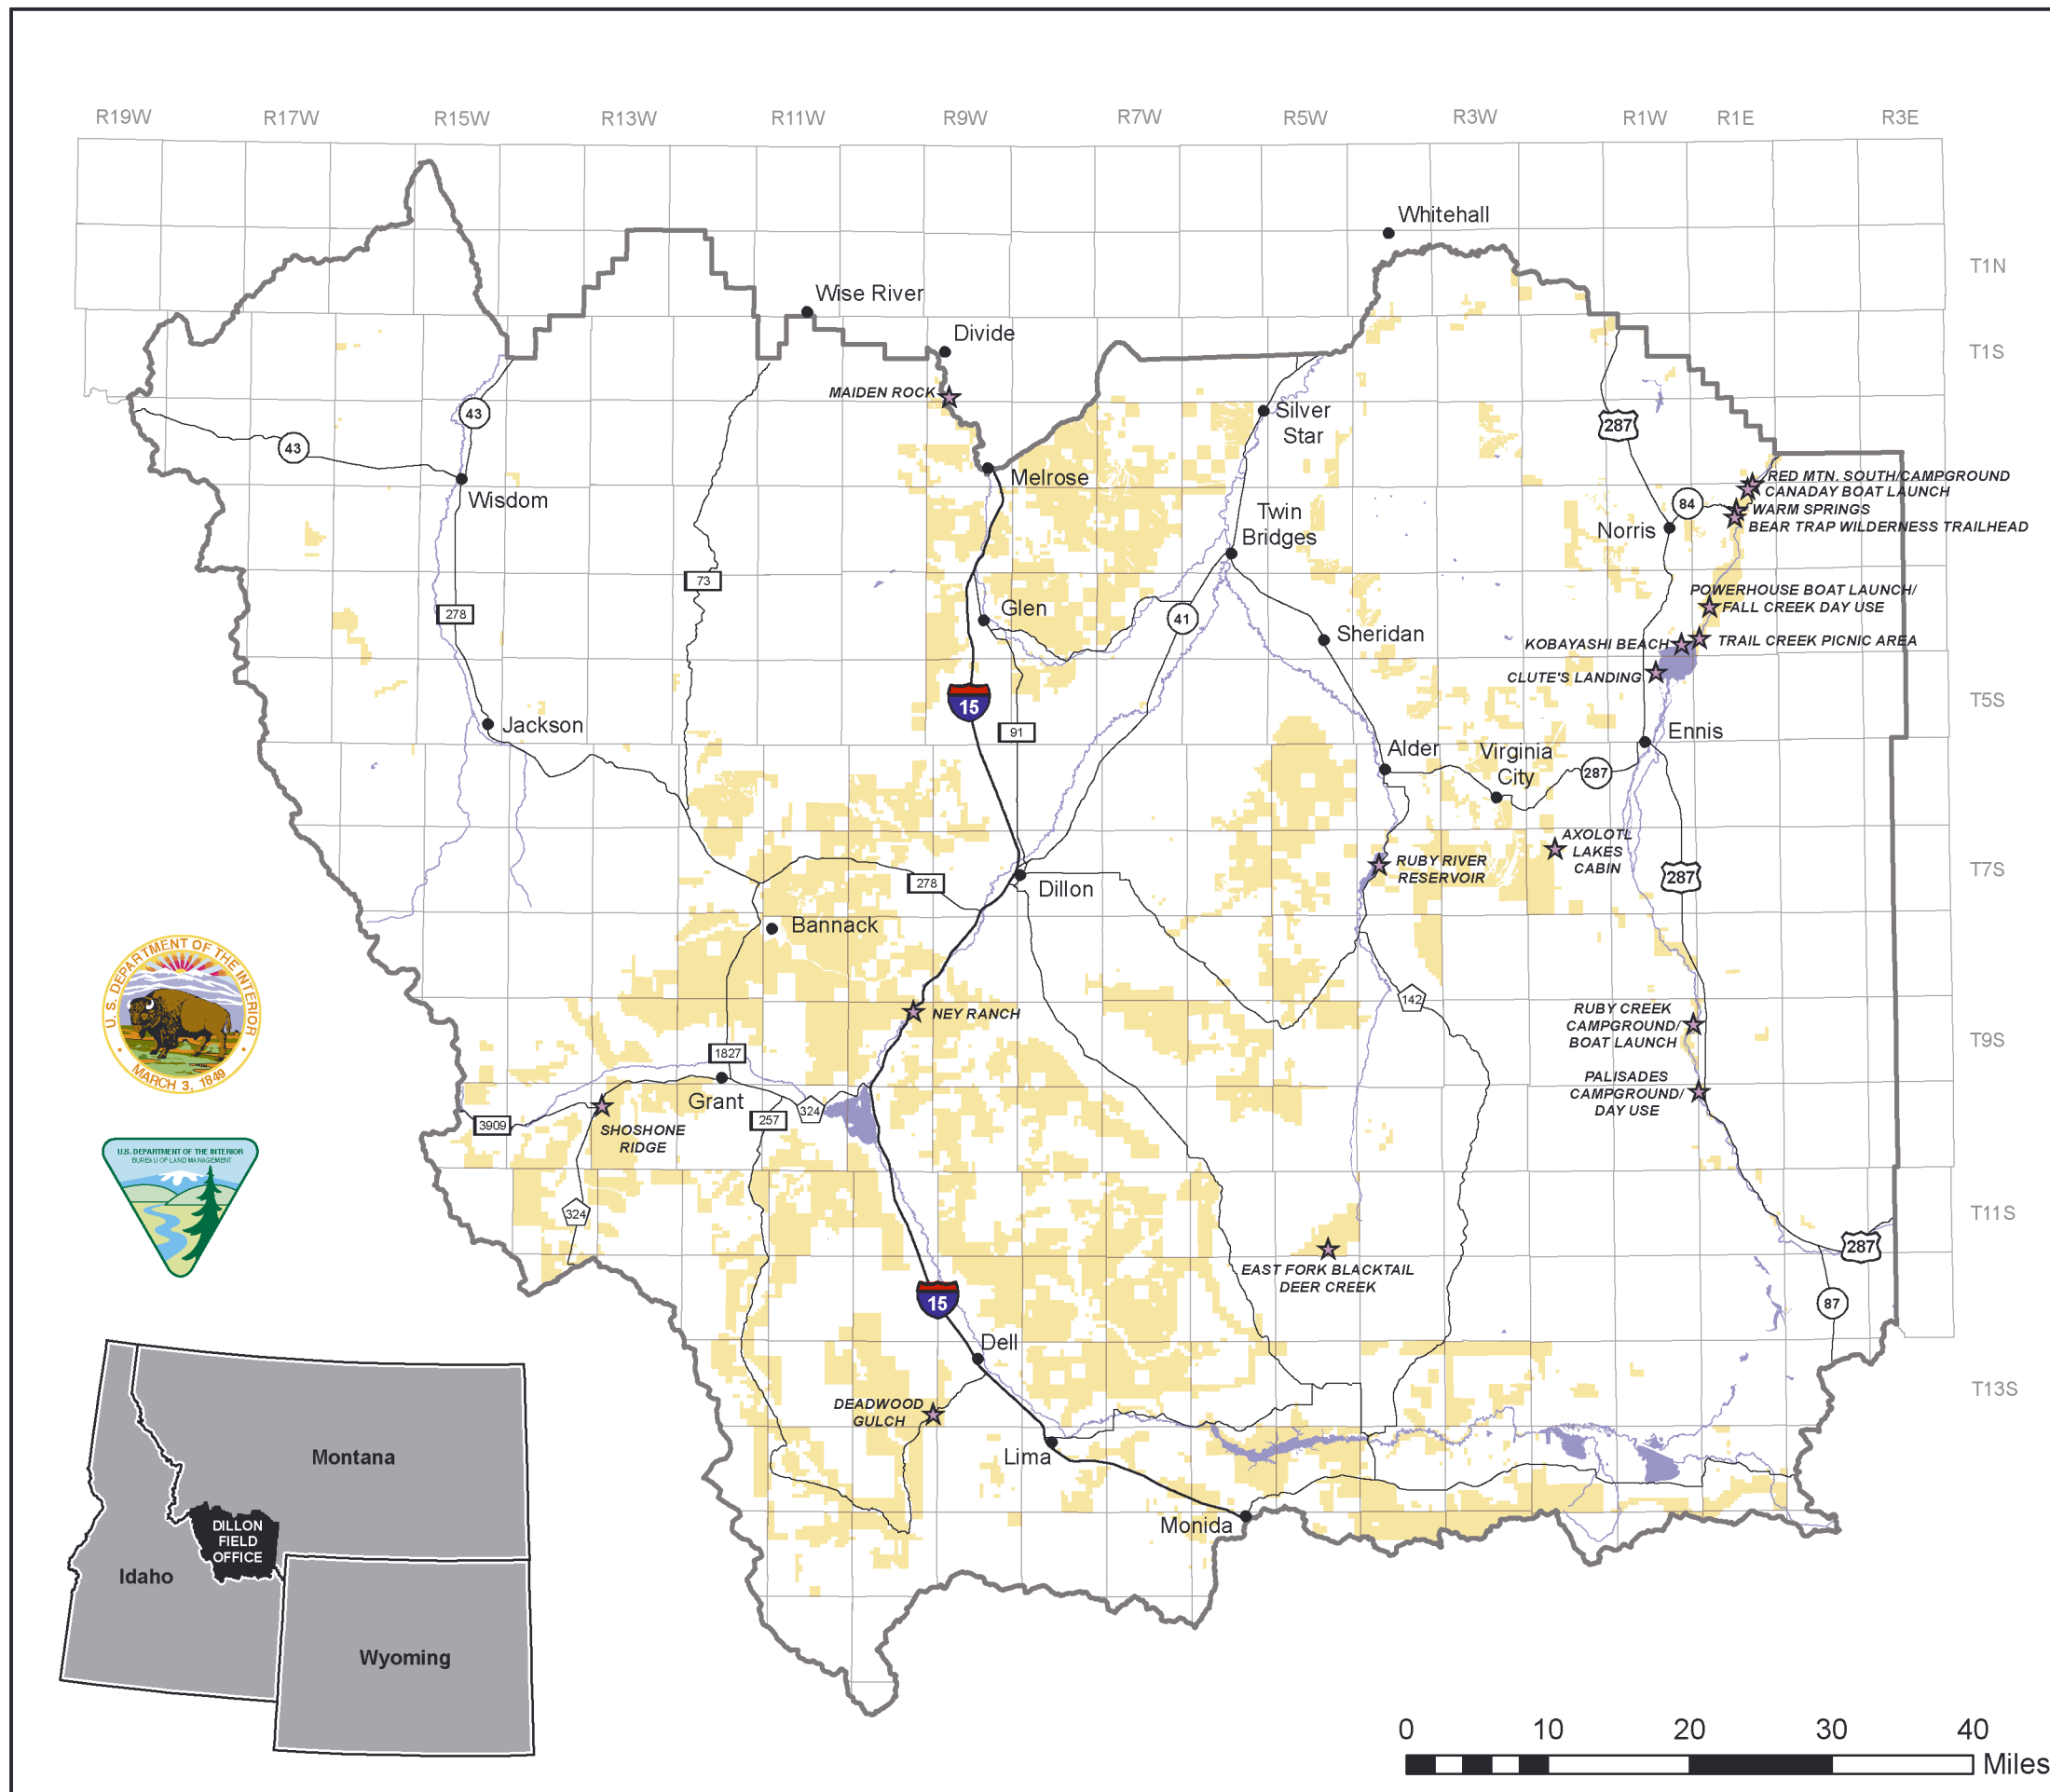 R19W R17W R15W R13W R11W R9W R7W R5W R3W R1W R1E R3E
Whitehall
T1N
Wise River
Divide
T1S
MAIDEN ROCK
43
Silver
Star
287
43
Melrose
RED MTN. SOUTH/CAMPGROUND
CANADAY BOAT LAUNCH
Wisdom
84
WARM SPRINGS
Twin
Bridges
Norris
BEAR TRAP WILDERNESS TRAILHEAD
73
POWERHOUSE BOAT LAUNCH/
FALL CREEK DAY USE
278
Glen
41
Sheridan
KOBAYASHI BEACH
TRAIL CREEK PICNIC AREA
CLUTE'S LANDING
15
T5S
Jackson
91
Ennis
Alder
Virginia
City
287
AXOLOTL
LAKES
CABIN
RUBY RIVER
RESERVOIR
T7S
278
Dillon
287
Bannack
U. S. DEPARTMENT OF THE INTERIOR
MARCH 3, 1849
142
NEY RANCH
RUBY CREEK
CAMPGROUND/
BOAT LAUNCH
T9S
1827
Grant
PALISADES
CAMPGROUND/
DAY USE
324
257
3909
SHOSHONE
RIDGE
U.S. DEPARTMENT OF THE INTERIOR
BUREAU OF LAND MANAGEMENT
324
T11S
287
EAST FORK BLACKTAIL
DEER CREEK
15
87
Dell
T13S
DEADWOOD
GULCH
Lima
Montana
Monida
DILLON
FIELD
OFFICE
Idaho
Wyoming
0 10 20 30 40
Miles